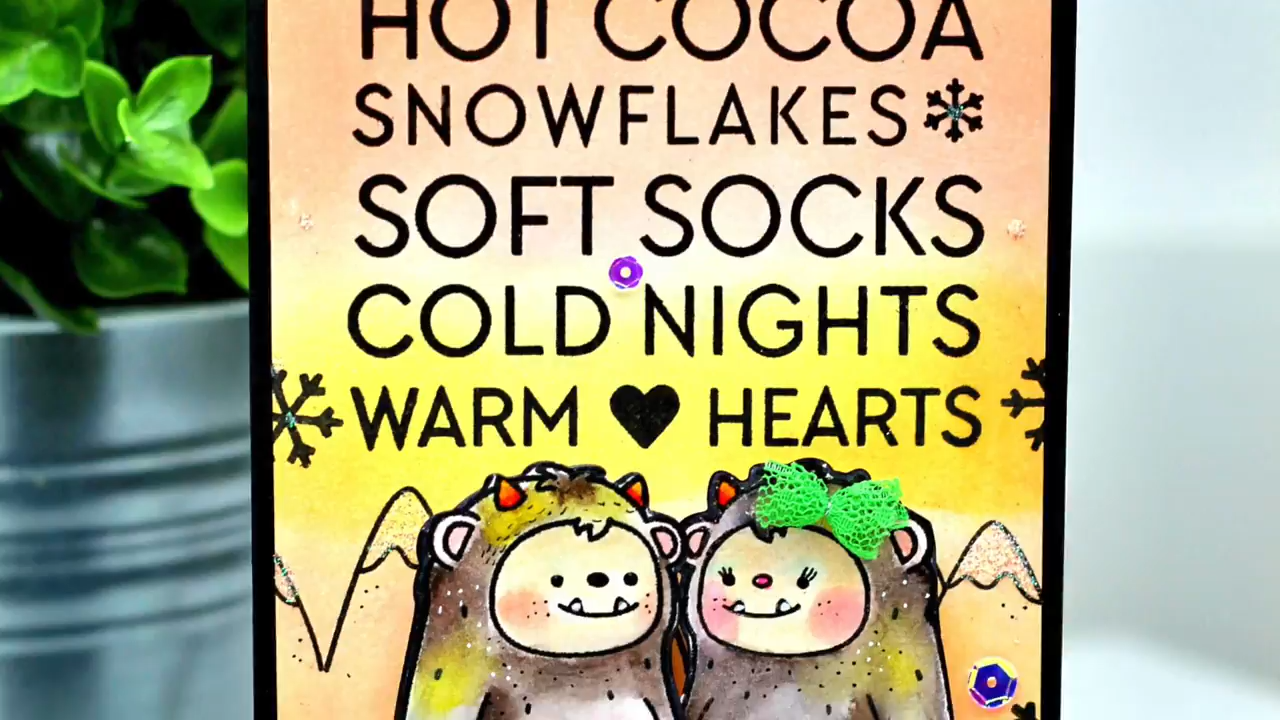 HOT COCOA
SNOWFLAKES
SOFT SOCKS
COLD NIGHTS
WARM HEARTS